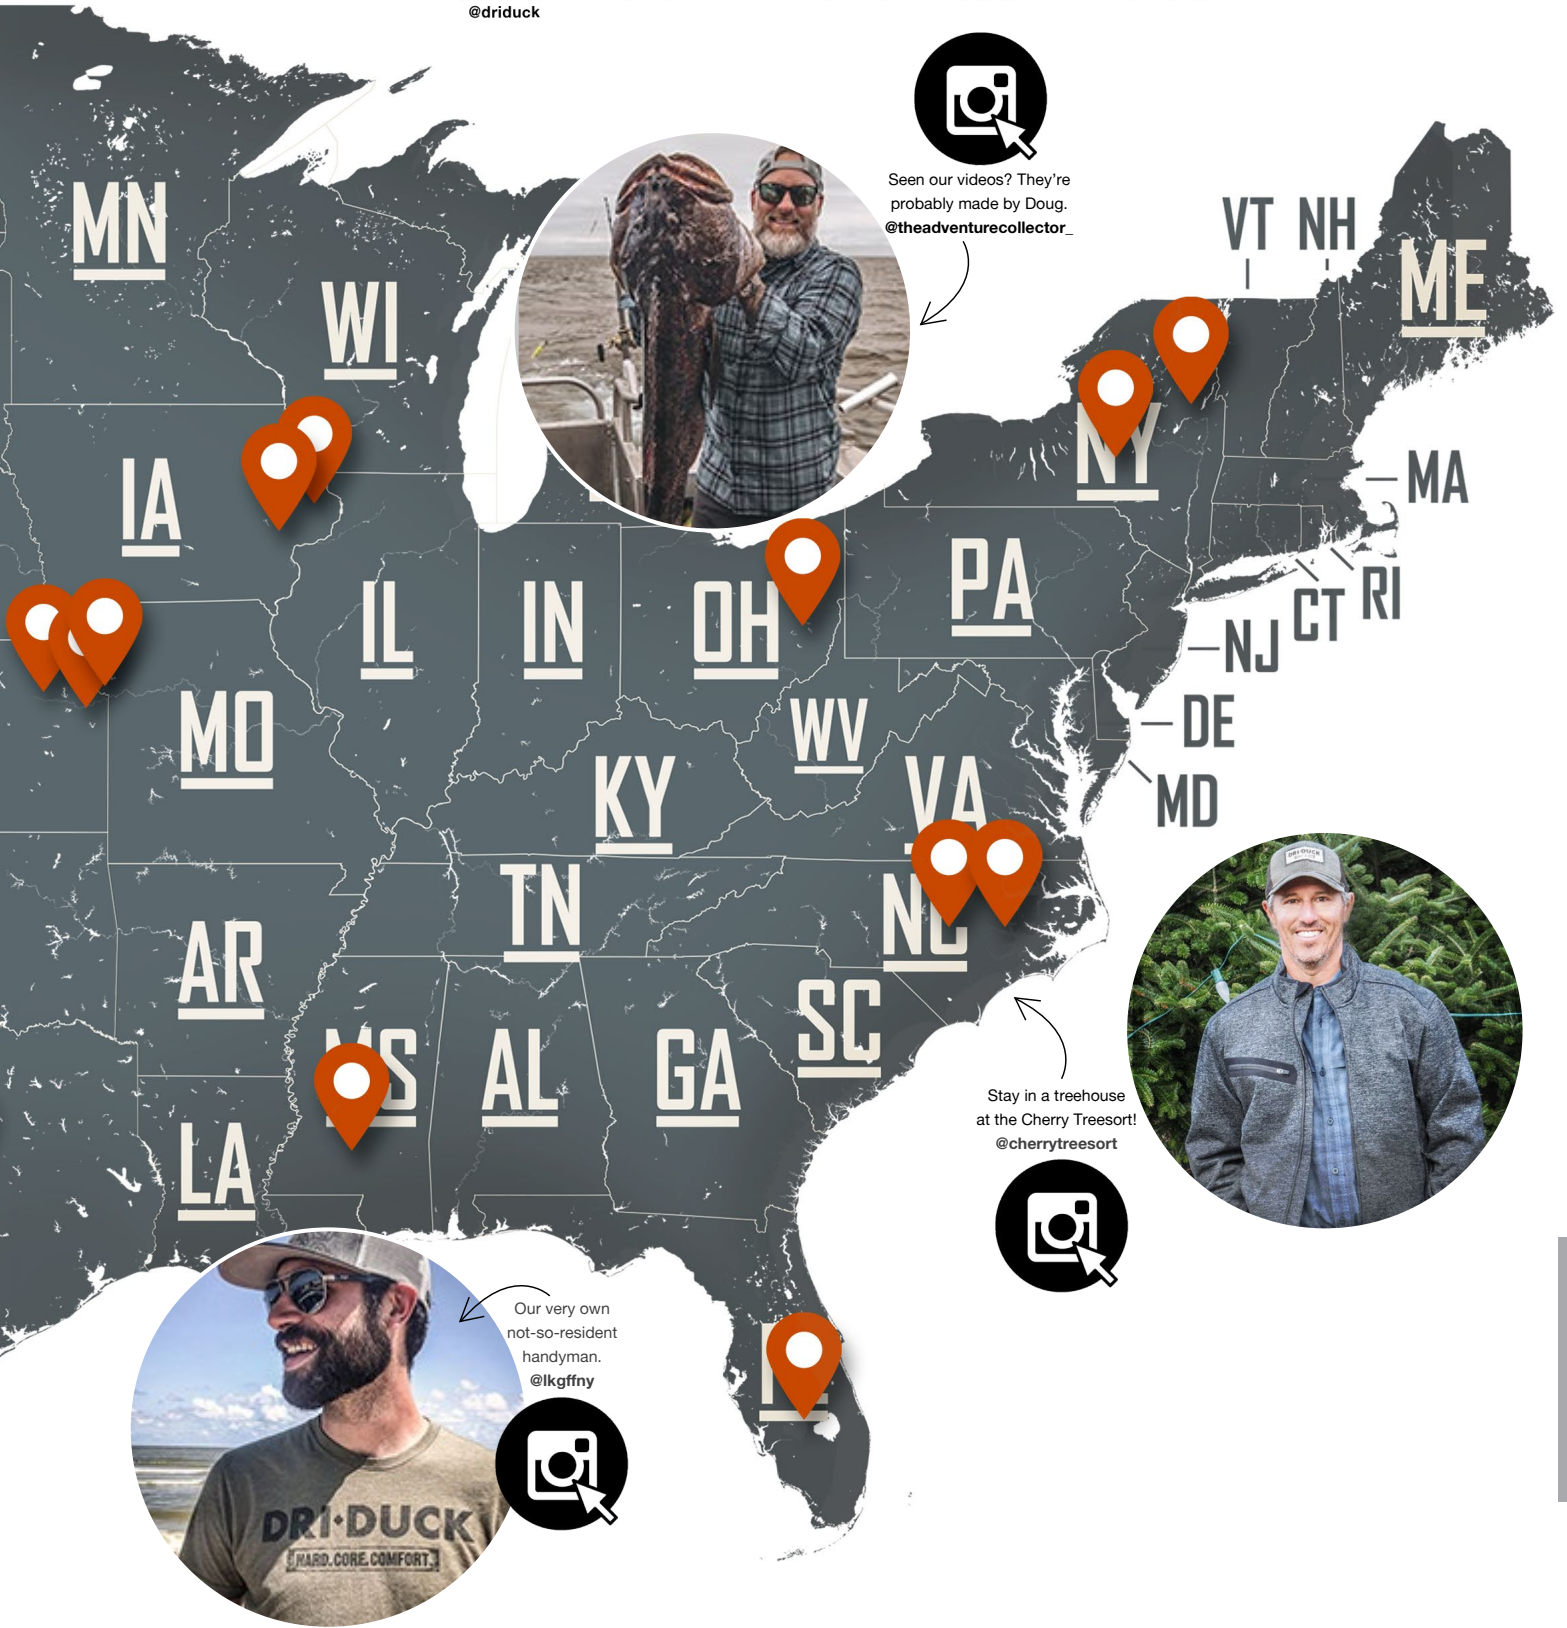 @driduck
Seen our videos? They're
probably made by Doug.
@theadventurecollector_
VT NH
MN
ME
WI
NY
IA
MA
PA
IL
IN
OH
RI
CT
NJ
MO
WV
DE
KY
VA
MD
DRI·DUCK
TN
NC
AR
SC
MS
AL
GA
Stay in a treehouse
at the Cherry Treesort!
@cherrytreesort
LA
Our very own
not-so-resident
handyman.
@lkgffny
DRI·DUCK
HARD.CORE.COMFORT.